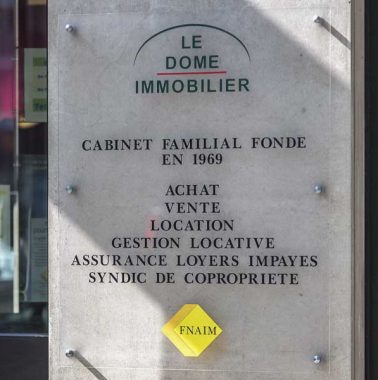 LE
DOME
IMMOBILIER
CABINET FAMILIAL FONDE
EN 1969
ACHAT
VENTE
LOCATION
GESTION LOCATIVE
ASSURANCE LOYERS IMPAYES
SYNDIC DE COPROPRIETE
FNAIM